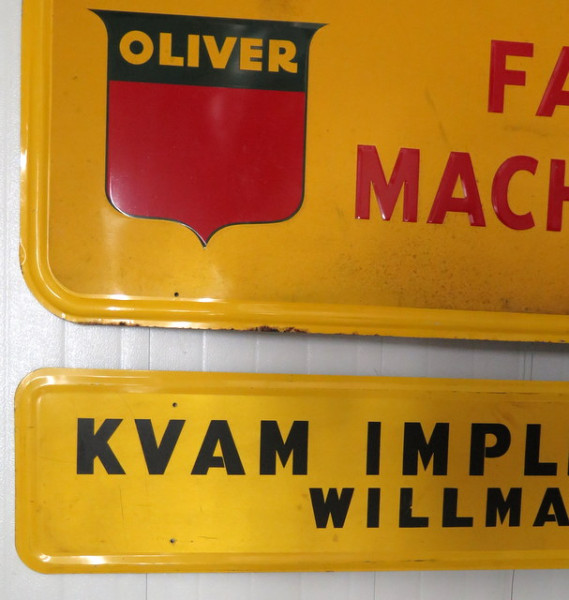 OLIVER
FA
MACH
KVAM IMPL
WILLMA